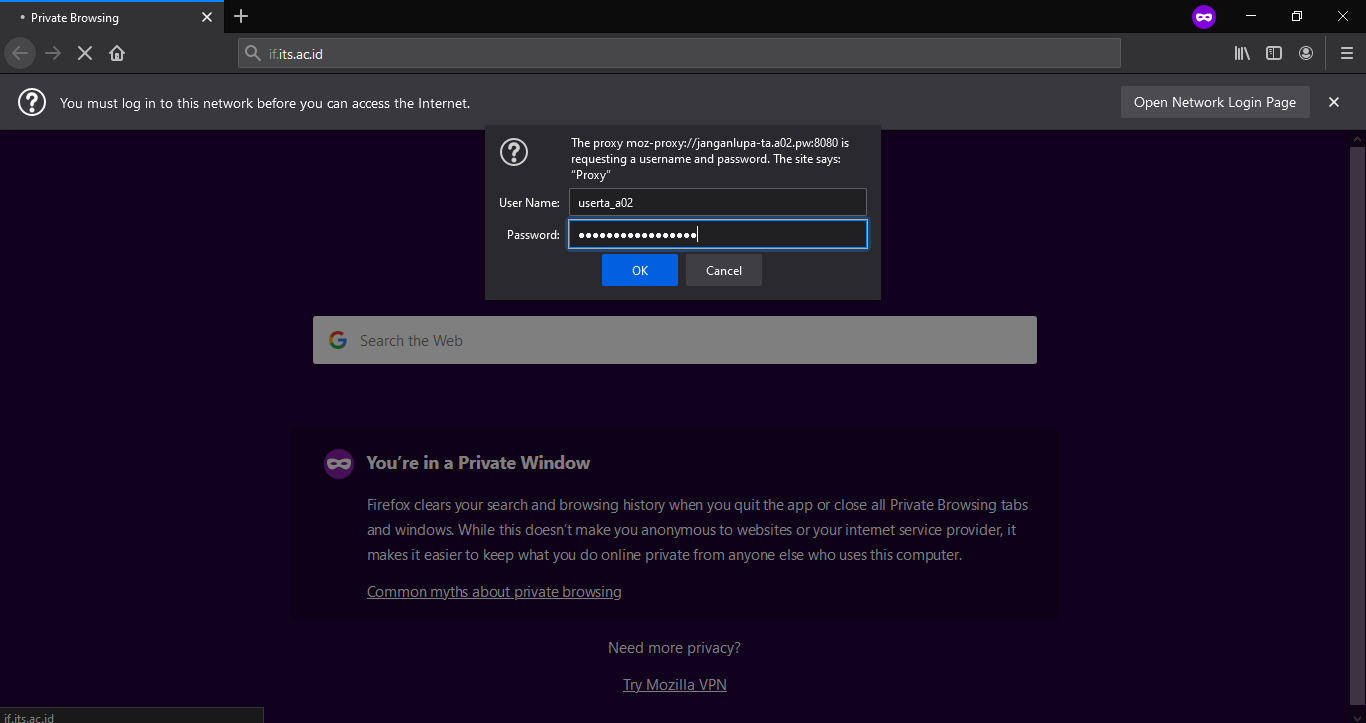 Private Browsing
if.its.ac.id
You must log in to this network before you can access the Internet.
Open Network Login Page
The proxy moz-proxy://janganlupa-ta.a02.pw:8080 is
requesting a username and password. The site says:
“Proxy”
User Name:
userta_a02
Password:
•••••••••••••••••
OK
Cancel
Search the Web
You’re in a Private Window
Firefox clears your search and browsing history when you quit the app or close all Private Browsing tabs
and windows. While this doesn’t make you anonymous to websites or your internet service provider, it
makes it easier to keep what you do online private from anyone else who uses this computer.
Common myths about private browsing
Need more privacy?
Try Mozilla VPN
if.its.ac.id